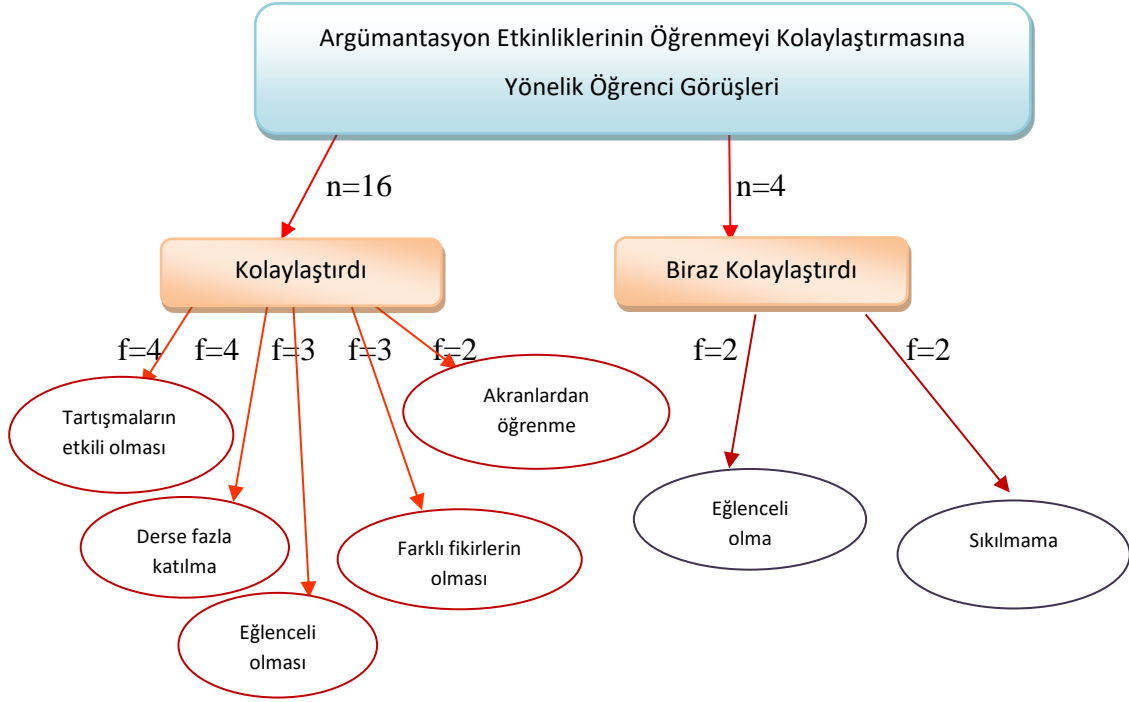 Argümantasyon Etkinliklerinin Öğrenmeyi Kolaylaştırmasına
Yönelik Öğrenci Görüşleri
n=16
n=4
Kolaylaştırdı
Biraz Kolaylaştırdı
f=4
f=4
f=3
f=3
f=2
f=2
f=2
Tartışmaların
etkili olması
Akranlardan
öğrenme
Derse fazla
katılma
Farklı fikirlerin
olması
Eğlenceli
olması
Eğlenceli
olma
Sıkılmama